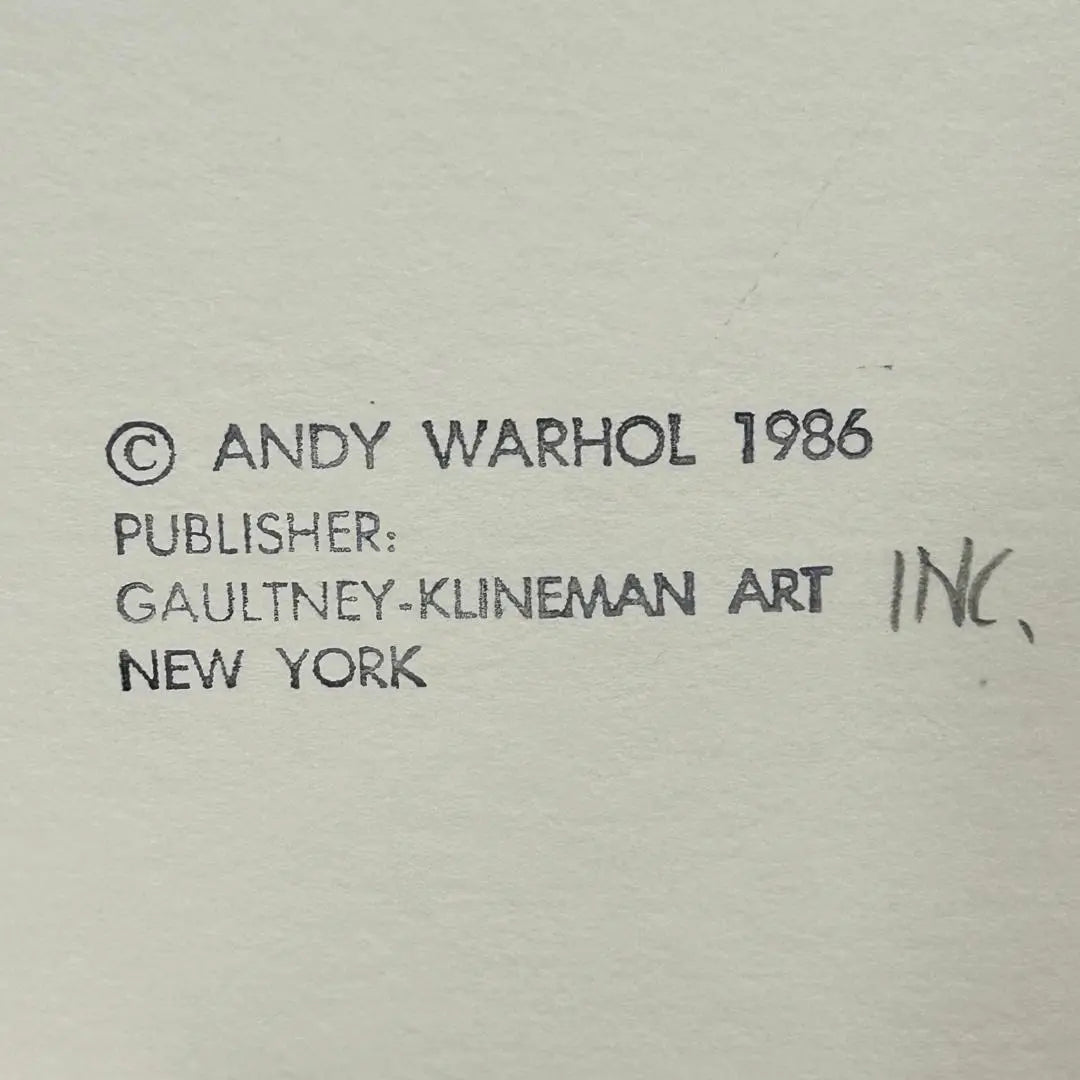 © ANDY WARHOL 1986
PUBLISHER:
GAULTNEY-KLINEMAN ART INC.
NEW YORK